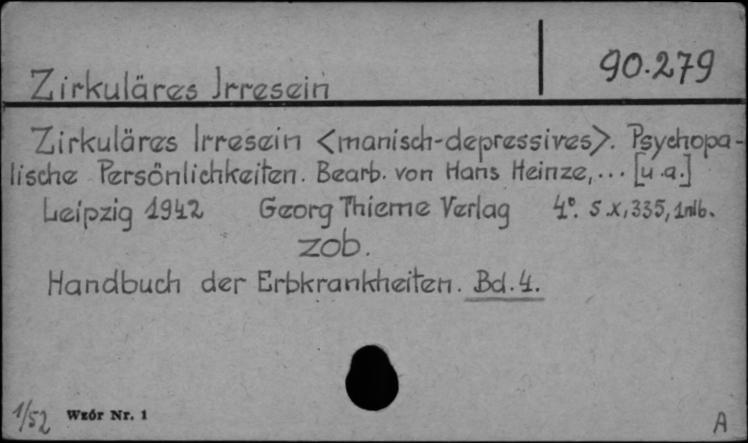 90.279
Zirkuläres Irresein
Zirkuläres Irresein <manisch-depressives>. Psychopa-
tische Persönlichkeiten. Bearb. von Hans Heinze,... [u.a.]
Leipzig 1942 Georg Thieme Verlag 4°. S.X,335,1nlb.
zob.
Handbuch der Erbkrankheiten. Bd.4.
1/52 Wzór Nr. 1
A